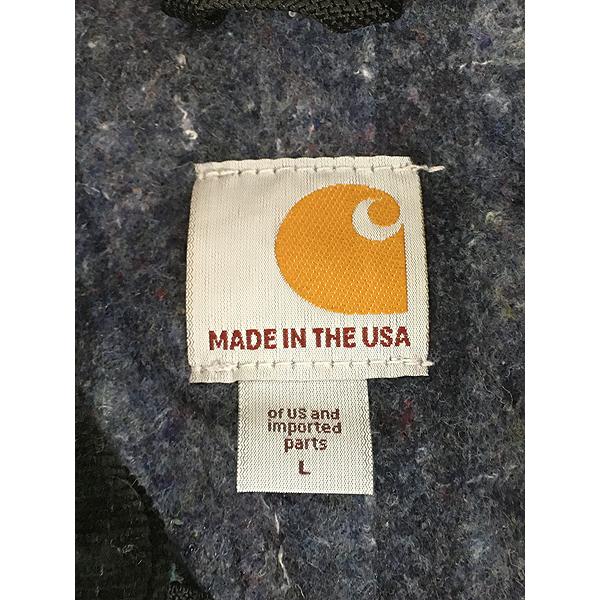 MADE IN THE USA
of US and
imported
parts
L